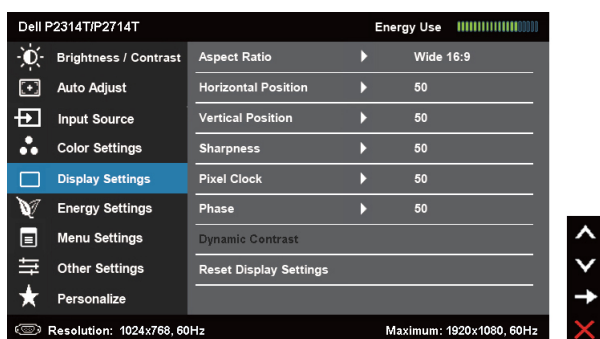 Dell P2314T/P2714T Energy Use
Brightness / Contrast
Auto Adjust
Input Source
Color Settings
Display Settings
Energy Settings
Menu Settings
Other Settings
Personalize
Aspect Ratio Wide 16:9
Horizontal Position 50
Vertical Position 50
Sharpness 50
Pixel Clock 50
Phase 50
Dynamic Contrast
Reset Display Settings
Resolution: 1024x768, 60Hz Maximum: 1920x1080, 60Hz